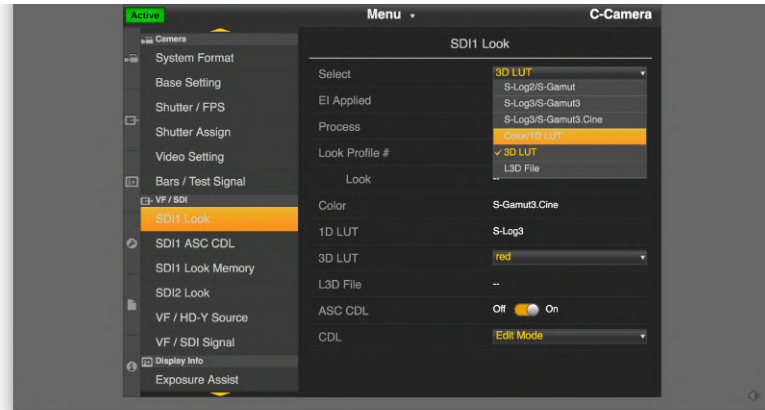 Active
Menu
C-Camera
Camera
System Format
Base Setting
Shutter / FPS
Shutter Assign
Video Setting
Bars / Test Signal
VF / SDI
SDI1 Look
SDI1 ASC CDL
SDI1 Look Memory
SDI2 Look
VF / HD-Y Source
VF / SDI Signal
Display Info
Exposure Assist
SDI1 Look
Select
3D LUT
S-Log2/S-Gamut
S-Log3/S-Gamut3
S-Log3/S-Gamut3.Cine
Color/1D LUT
3D LUT
L3D File
EI Applied
Process
Look Profile #
Look
--
Color
S-Gamut3.Cine
1D LUT
S-Log3
3D LUT
red
L3D File
--
ASC CDL
Off On
CDL
Edit Mode